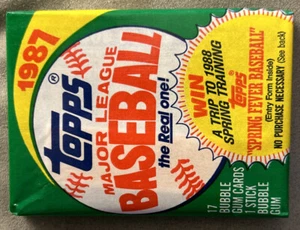 1987
Topps
®
MAJOR LEAGUE
BASEBALL
the Real one!
WIN
A TRIP TO 1988
SPRING TRAINING
Topps
"SPRING FEVER BASEBALL"
(Entry Form Inside)
NO PURCHASE NECESSARY (See back)
17
BUBBLE
GUM CARDS
1 STICK
BUBBLE
GUM